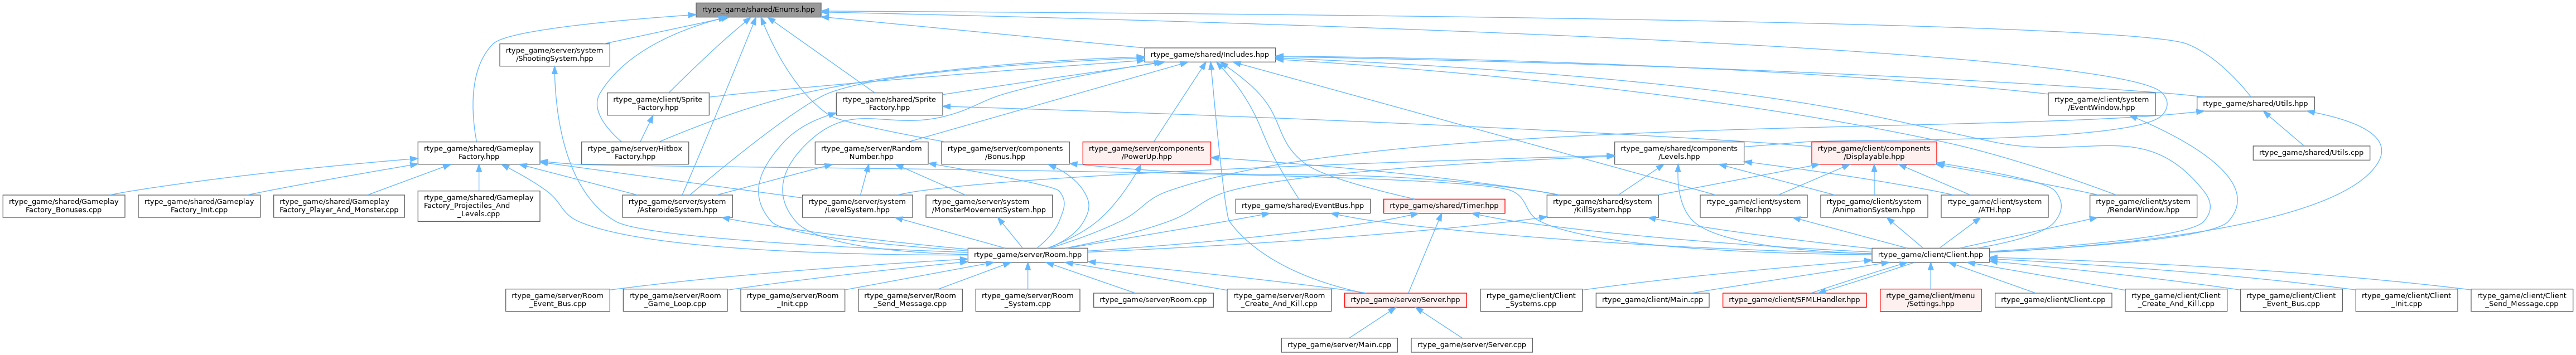 rtype_game/shared/Enums.hpp
rtype_game/server/system
/ShootingSystem.hpp
rtype_game/shared/Includes.hpp
rtype_game/client/Sprite
Factory.hpp
rtype_game/shared/Sprite
Factory.hpp
rtype_game/client/system
/EventWindow.hpp
rtype_game/shared/Utils.hpp
rtype_game/shared/Gameplay
Factory.hpp
rtype_game/server/Hitbox
Factory.hpp
rtype_game/server/Random
Number.hpp
rtype_game/server/components
/Bonus.hpp
rtype_game/server/components
/PowerUp.hpp
rtype_game/shared/components
/Levels.hpp
rtype_game/client/components
/Displayable.hpp
rtype_game/shared/Utils.cpp
rtype_game/shared/Gameplay
Factory_Bonuses.cpp
rtype_game/shared/Gameplay
Factory_Init.cpp
rtype_game/shared/Gameplay
Factory_Player_And_Monster.cpp
rtype_game/shared/Gameplay
Factory_Projectiles_And
_Levels.cpp
rtype_game/server/system
/AsteroideSystem.hpp
rtype_game/server/system
/LevelSystem.hpp
rtype_game/server/system
/MonsterMovementSystem.hpp
rtype_game/shared/EventBus.hpp
rtype_game/shared/Timer.hpp
rtype_game/shared/system
/KillSystem.hpp
rtype_game/client/system
/Filter.hpp
rtype_game/client/system
/AnimationSystem.hpp
rtype_game/client/system
/ATH.hpp
rtype_game/client/system
/RenderWindow.hpp
rtype_game/server/Room.hpp
rtype_game/client/Client.hpp
rtype_game/server/Room
_Event_Bus.cpp
rtype_game/server/Room
_Game_Loop.cpp
rtype_game/server/Room
_Init.cpp
rtype_game/server/Room
_Send_Message.cpp
rtype_game/server/Room
_System.cpp
rtype_game/server/Room.cpp
rtype_game/server/Room
_Create_And_Kill.cpp
rtype_game/server/Server.hpp
rtype_game/client/Client
_Systems.cpp
rtype_game/client/Main.cpp
rtype_game/client/SFMLHandler.hpp
rtype_game/client/menu
/Settings.hpp
rtype_game/client/Client.cpp
rtype_game/client/Client
_Create_And_Kill.cpp
rtype_game/client/Client
_Event_Bus.cpp
rtype_game/client/Client
_Init.cpp
rtype_game/client/Client
_Send_Message.cpp
rtype_game/server/Main.cpp
rtype_game/server/Server.cpp